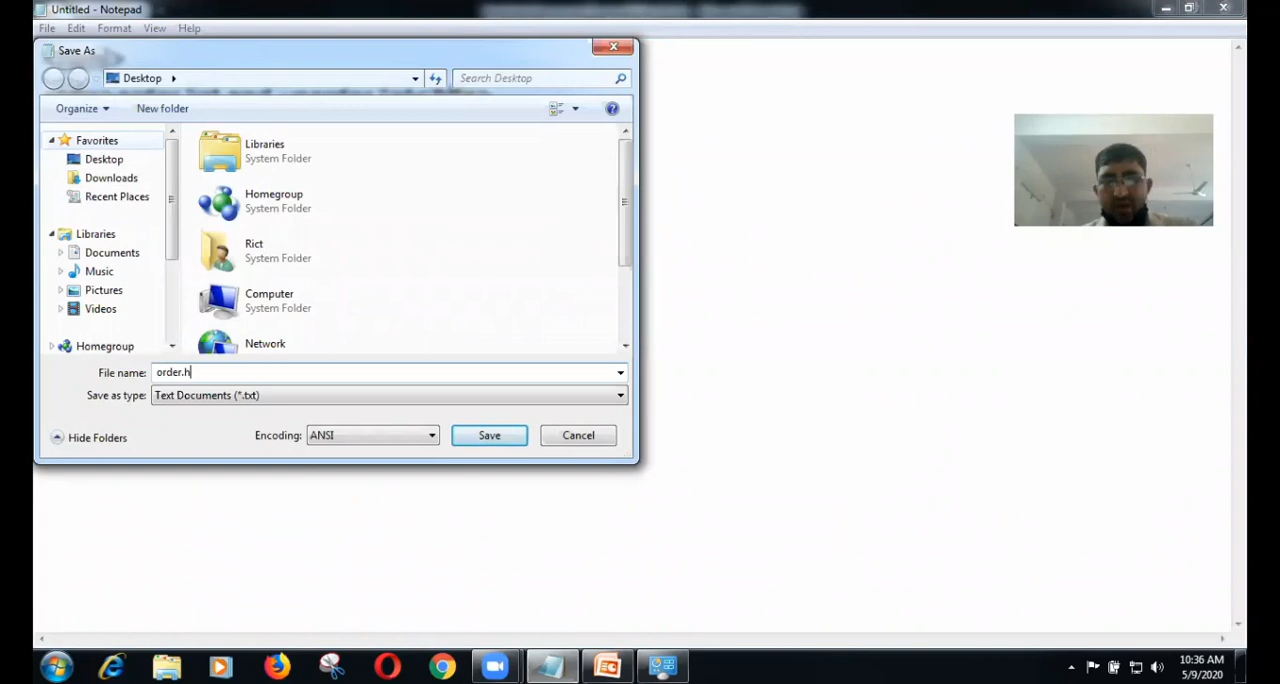 Untitled - Notepad
File Edit Format View Help
Save As
Desktop
Search Desktop
Organize New folder
Favorites
Desktop
Downloads
Recent Places
Libraries
Documents
Music
Pictures
Videos
Homegroup
Libraries
System Folder
Homegroup
System Folder
Rict
System Folder
Computer
System Folder
Network
File name: order.h
Save as type: Text Documents (*.txt)
Hide Folders
Encoding: ANSI
Save
Cancel
10:36 AM
5/9/2020